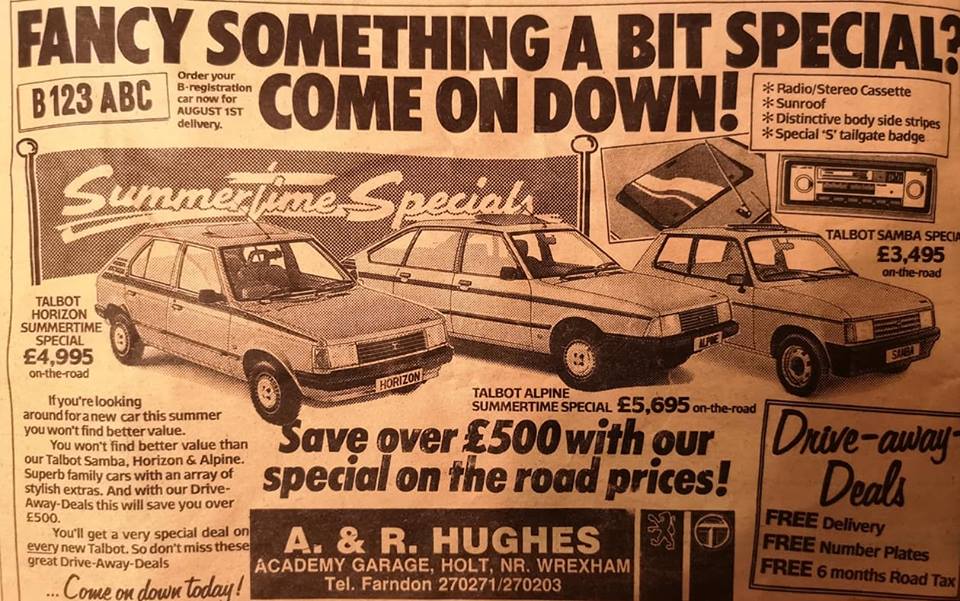 FANCY SOMETHING A BIT SPECIAL?
COME ON DOWN!
B 123 ABC
Order your
B-registration
car now for
AUGUST 1ST
delivery.
* Radio/Stereo Cassette
* Sunroof
* Distinctive body side stripes
* Special 'S' tailgate badge
Summertime Specials
TALBOT SAMBA SPECIA
£3,495
on-the-road
TALBOT
HORIZON
SUMMERTIME
SPECIAL
£4,995
on-the-road
HORIZON
ALPINE
SAMBA
TALBOT ALPINE
SUMMERTIME SPECIAL £5,695 on-the-road
If you're looking
around for a new car this summer
you won't find better value.
You won't find better value than
our Talbot Samba, Horizon & Alpine.
Superb family cars with an array of
stylish extras. And with our Drive-
Away-Deals this will save you over
£500.
You'll get a very special deal on
every new Talbot. So don't miss these
great Drive-Away-Deals
... Come on down today!
Save over £500 with our
special on the road prices!
A. & R. HUGHES
ACADEMY GARAGE, HOLT, NR. WREXHAM
Tel. Farndon 270271/270203
Drive-away-
Deals
FREE Delivery
FREE Number Plates
FREE 6 months Road Tax